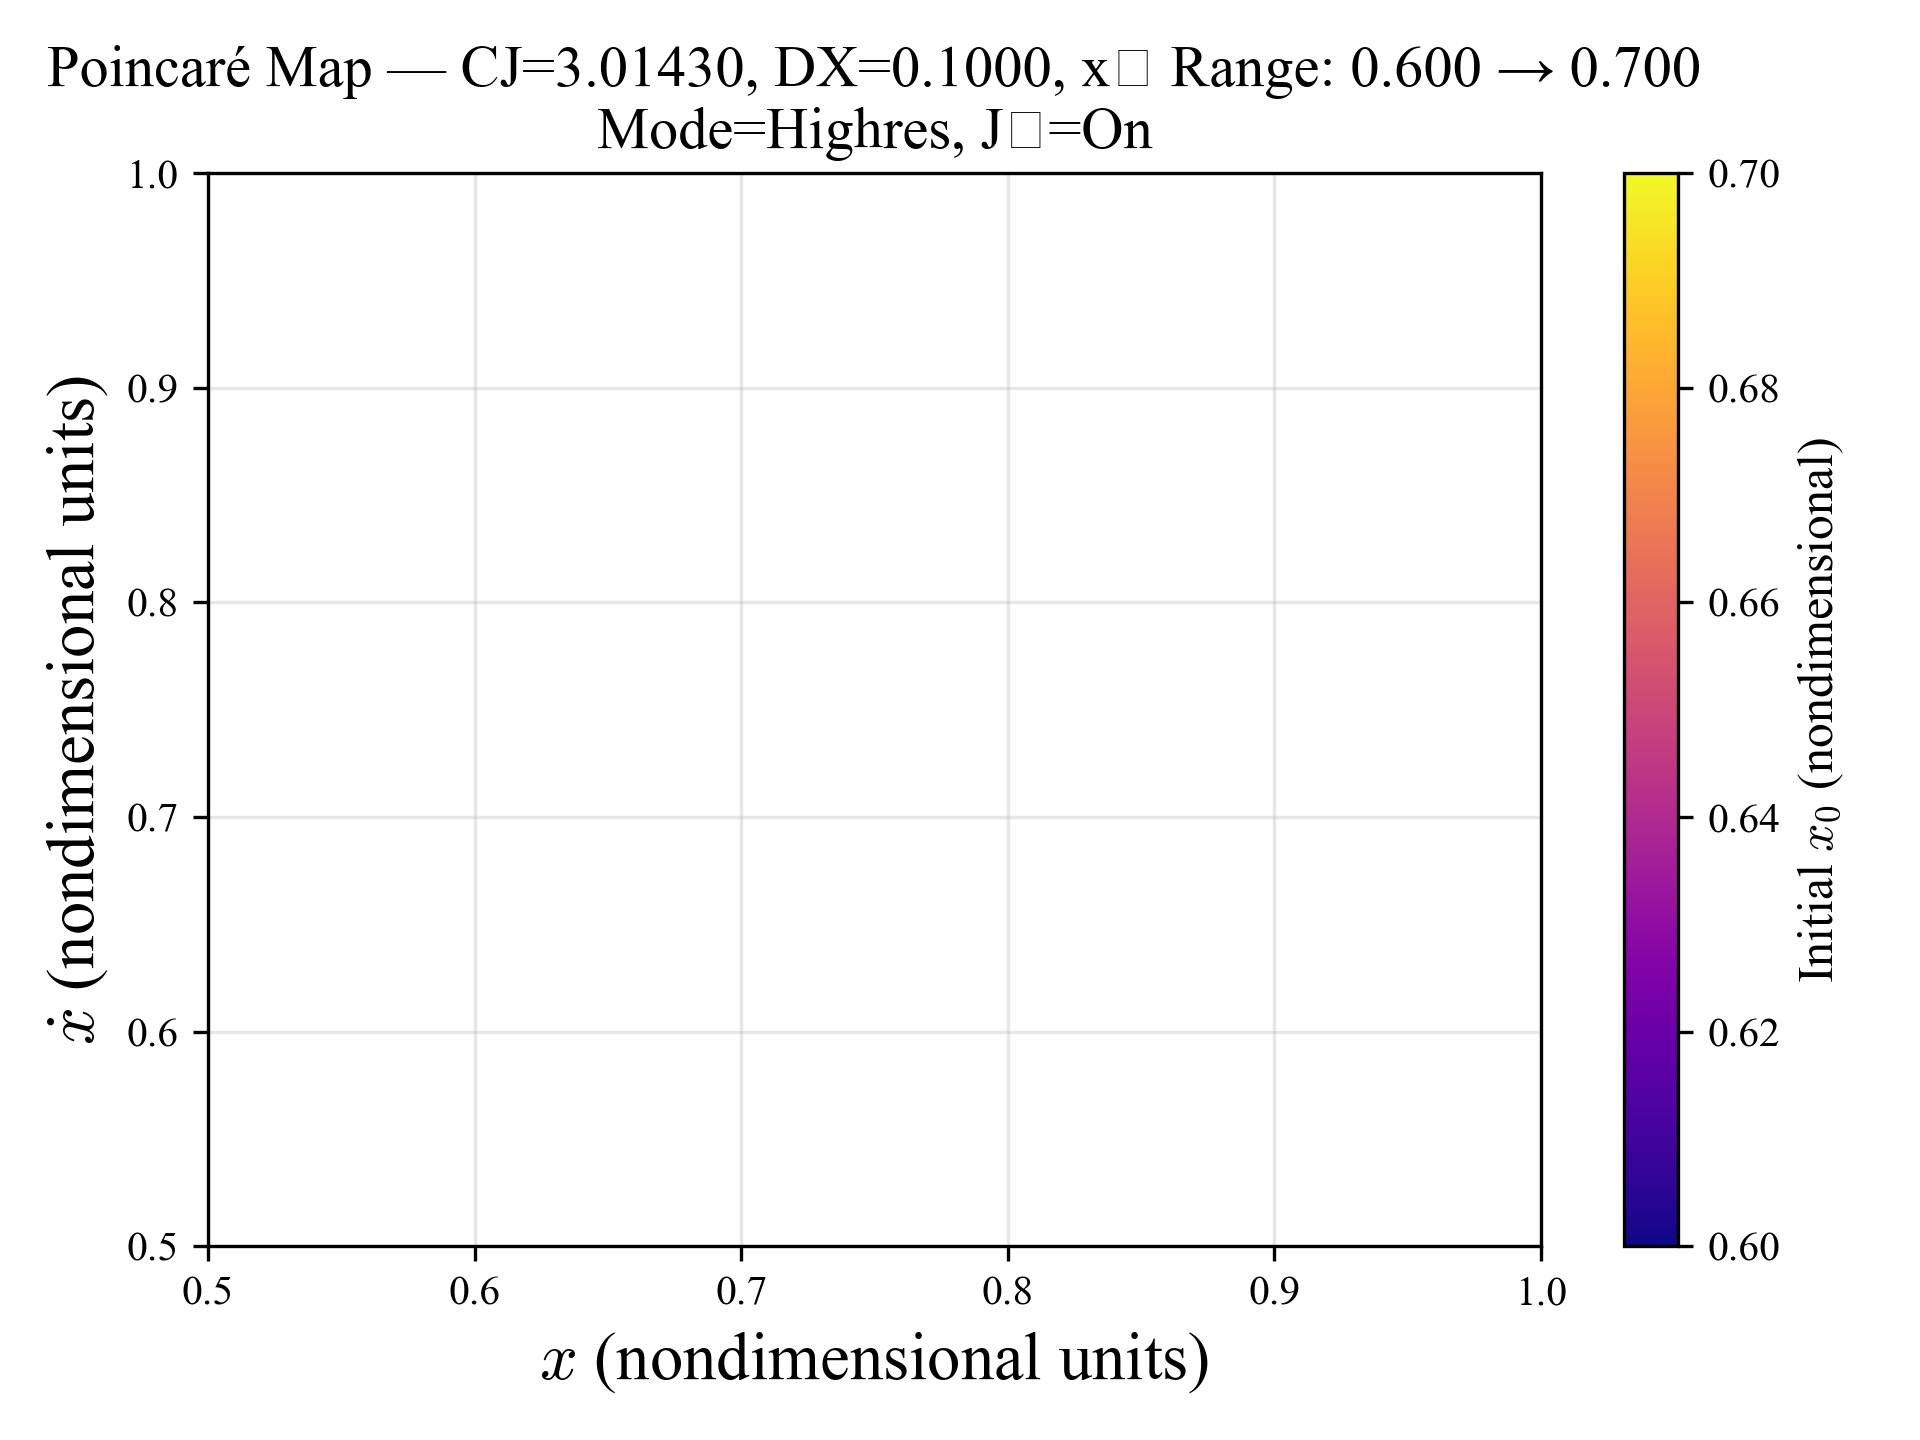 Poincaré Map — CJ=3.01430, DX=0.1000, x□ Range: 0.600 → 0.700
Mode=Highres, J□=On
1.0
0.9
0.8
0.7
0.6
0.5
ẋ (nondimensional units)
0.5 0.6 0.7 0.8 0.9 1.0
x (nondimensional units)
0.70
0.68
0.66
0.64
0.62
0.60
Initial x₀ (nondimensional)